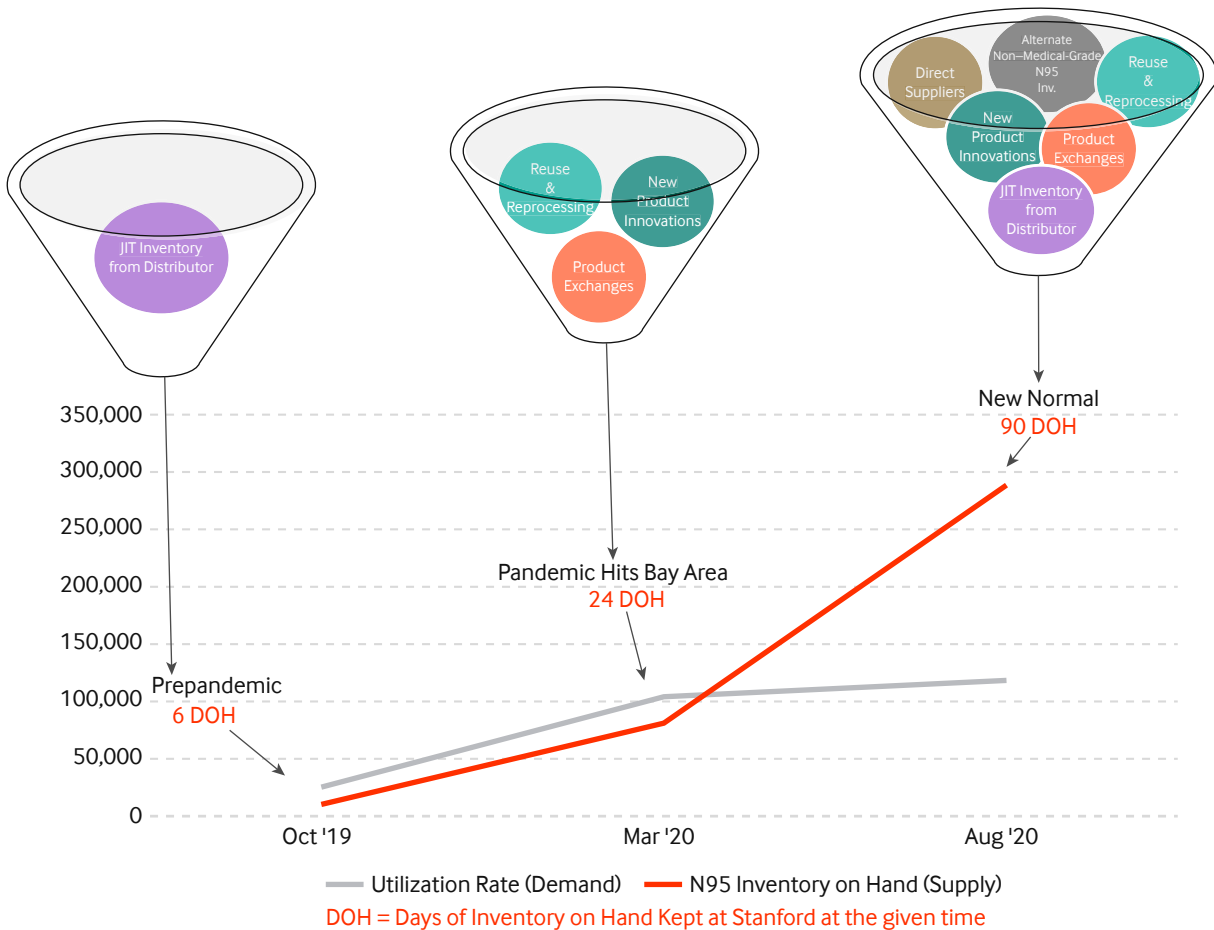 JIT Inventory
from Distributor
Reuse
&
Reprocessing
New
Product
Innovations
Product
Exchanges
Direct
Suppliers
Alternate
Non–Medical-Grade
N95
Inv.
Reuse
&
Reprocessing
New
Product
Innovations
Product
Exchanges
JIT Inventory
from
Distributor
New Normal
90 DOH
Pandemic Hits Bay Area
24 DOH
Prepandemic
6 DOH
350,000
300,000
250,000
200,000
150,000
100,000
50,000
0
Oct '19
Mar '20
Aug '20
Utilization Rate (Demand)
N95 Inventory on Hand (Supply)
DOH = Days of Inventory on Hand Kept at Stanford at the given time